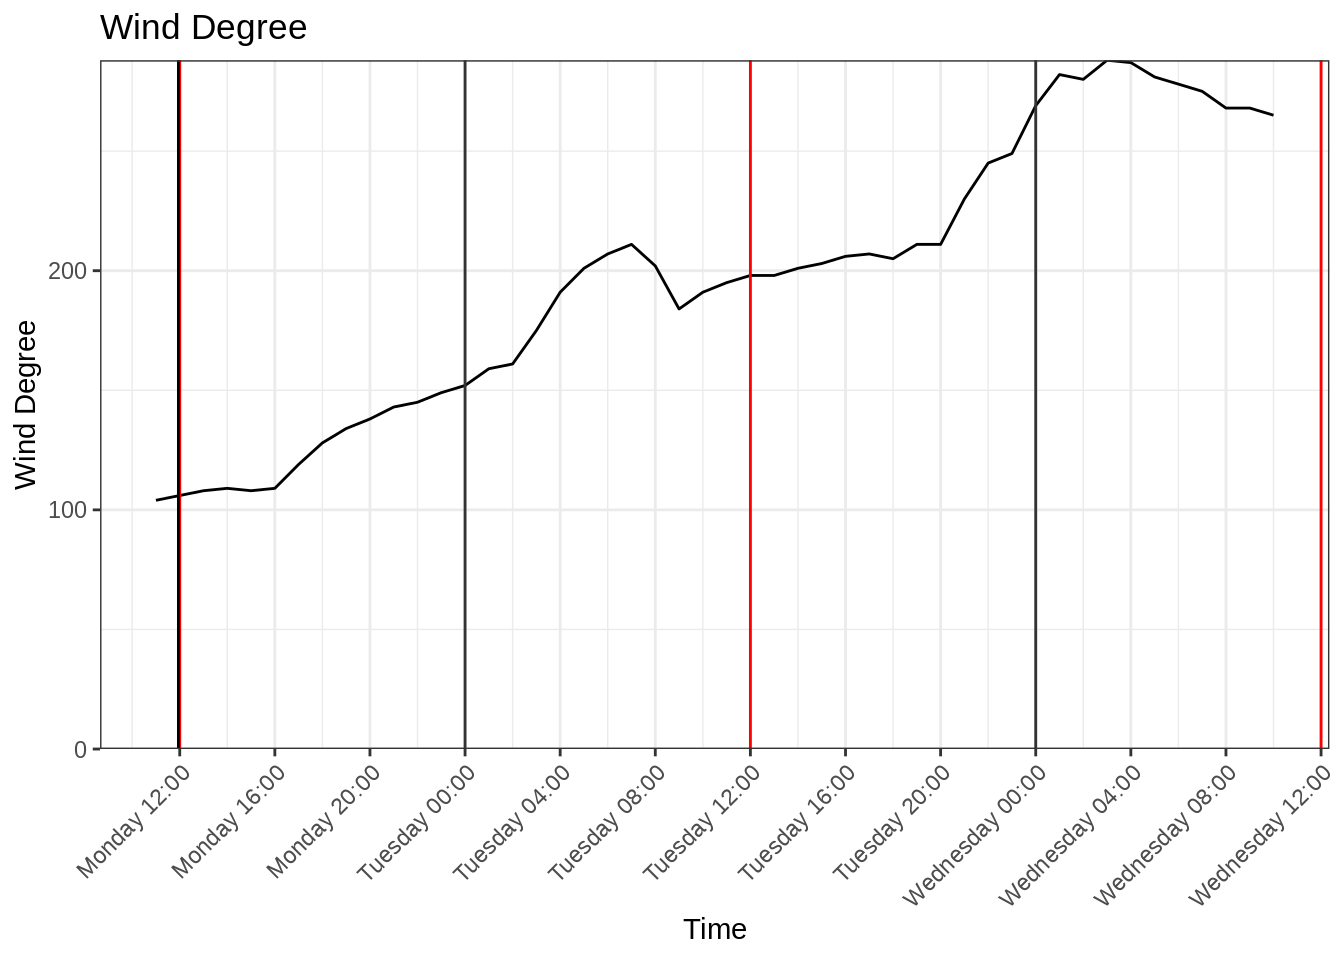 Wind Degree
Wind Degree
200
100
0
Monday 12:00
Monday 16:00
Monday 20:00
Tuesday 00:00
Tuesday 04:00
Tuesday 08:00
Tuesday 12:00
Tuesday 16:00
Tuesday 20:00
Wednesday 00:00
Wednesday 04:00
Wednesday 08:00
Wednesday 12:00
Time